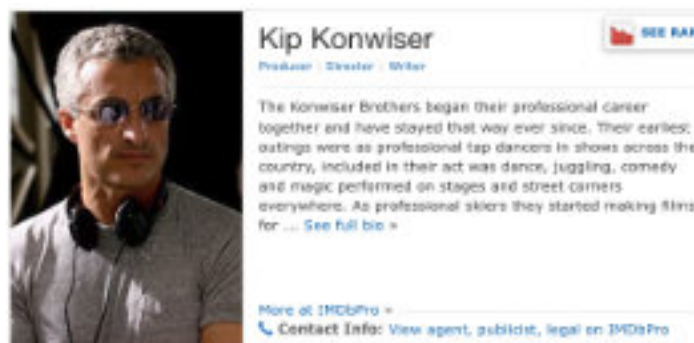 Kip Konwiser
SEE RAN
Producer | Director | Writer
The Konwiser Brothers began their professional career
together and have stayed that way ever since. Their earliest
outings were as professional tap dancers in shows across the
country, included in their act was dance, juggling, comedy
and magic performed on stages and street corners
everywhere. As professional skiers they started making films
for ... See full bio »
More at IMDbPro »
Contact Info: View agent, publicist, legal on IMDbPro